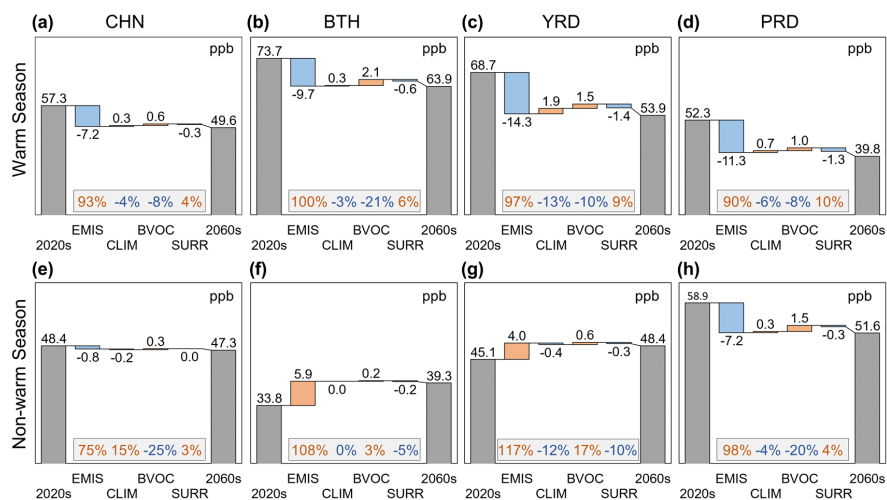 (a) CHN
(b) BTH
(c) YRD
(d) PRD
Warm Season
ppb
57.3
-7.2
0.3
0.6
-0.3
49.6
93% -4% -8% 4%
EMIS BVOC 2060s
2020s CLIM SURR
ppb
73.7
-9.7
0.3
2.1
-0.6
63.9
100% -3% -21% 6%
EMIS BVOC 2060s
2020s CLIM SURR
ppb
68.7
-14.3
1.9
1.5
-1.4
53.9
97% -13% -10% 9%
EMIS BVOC 2060s
2020s CLIM SURR
ppb
52.3
-11.3
0.7
1.0
-1.3
39.8
90% -6% -8% 10%
EMIS BVOC 2060s
2020s CLIM SURR
Non-warm Season
(e)
ppb
48.4
-0.8
-0.2
0.3
0.0
47.3
75% 15% -25% 3%
EMIS BVOC 2060s
2020s CLIM SURR
(f)
ppb
33.8
5.9
0.0
0.2
-0.2
39.3
108% 0% 3% -5%
EMIS BVOC 2060s
2020s CLIM SURR
(g)
ppb
45.1
4.0
-0.4
0.6
-0.3
48.4
117% -12% 17% -10%
EMIS BVOC 2060s
2020s CLIM SURR
(h)
ppb
58.9
-7.2
0.3
1.5
-0.3
51.6
98% -4% -20% 4%
EMIS BVOC 2060s
2020s CLIM SURR